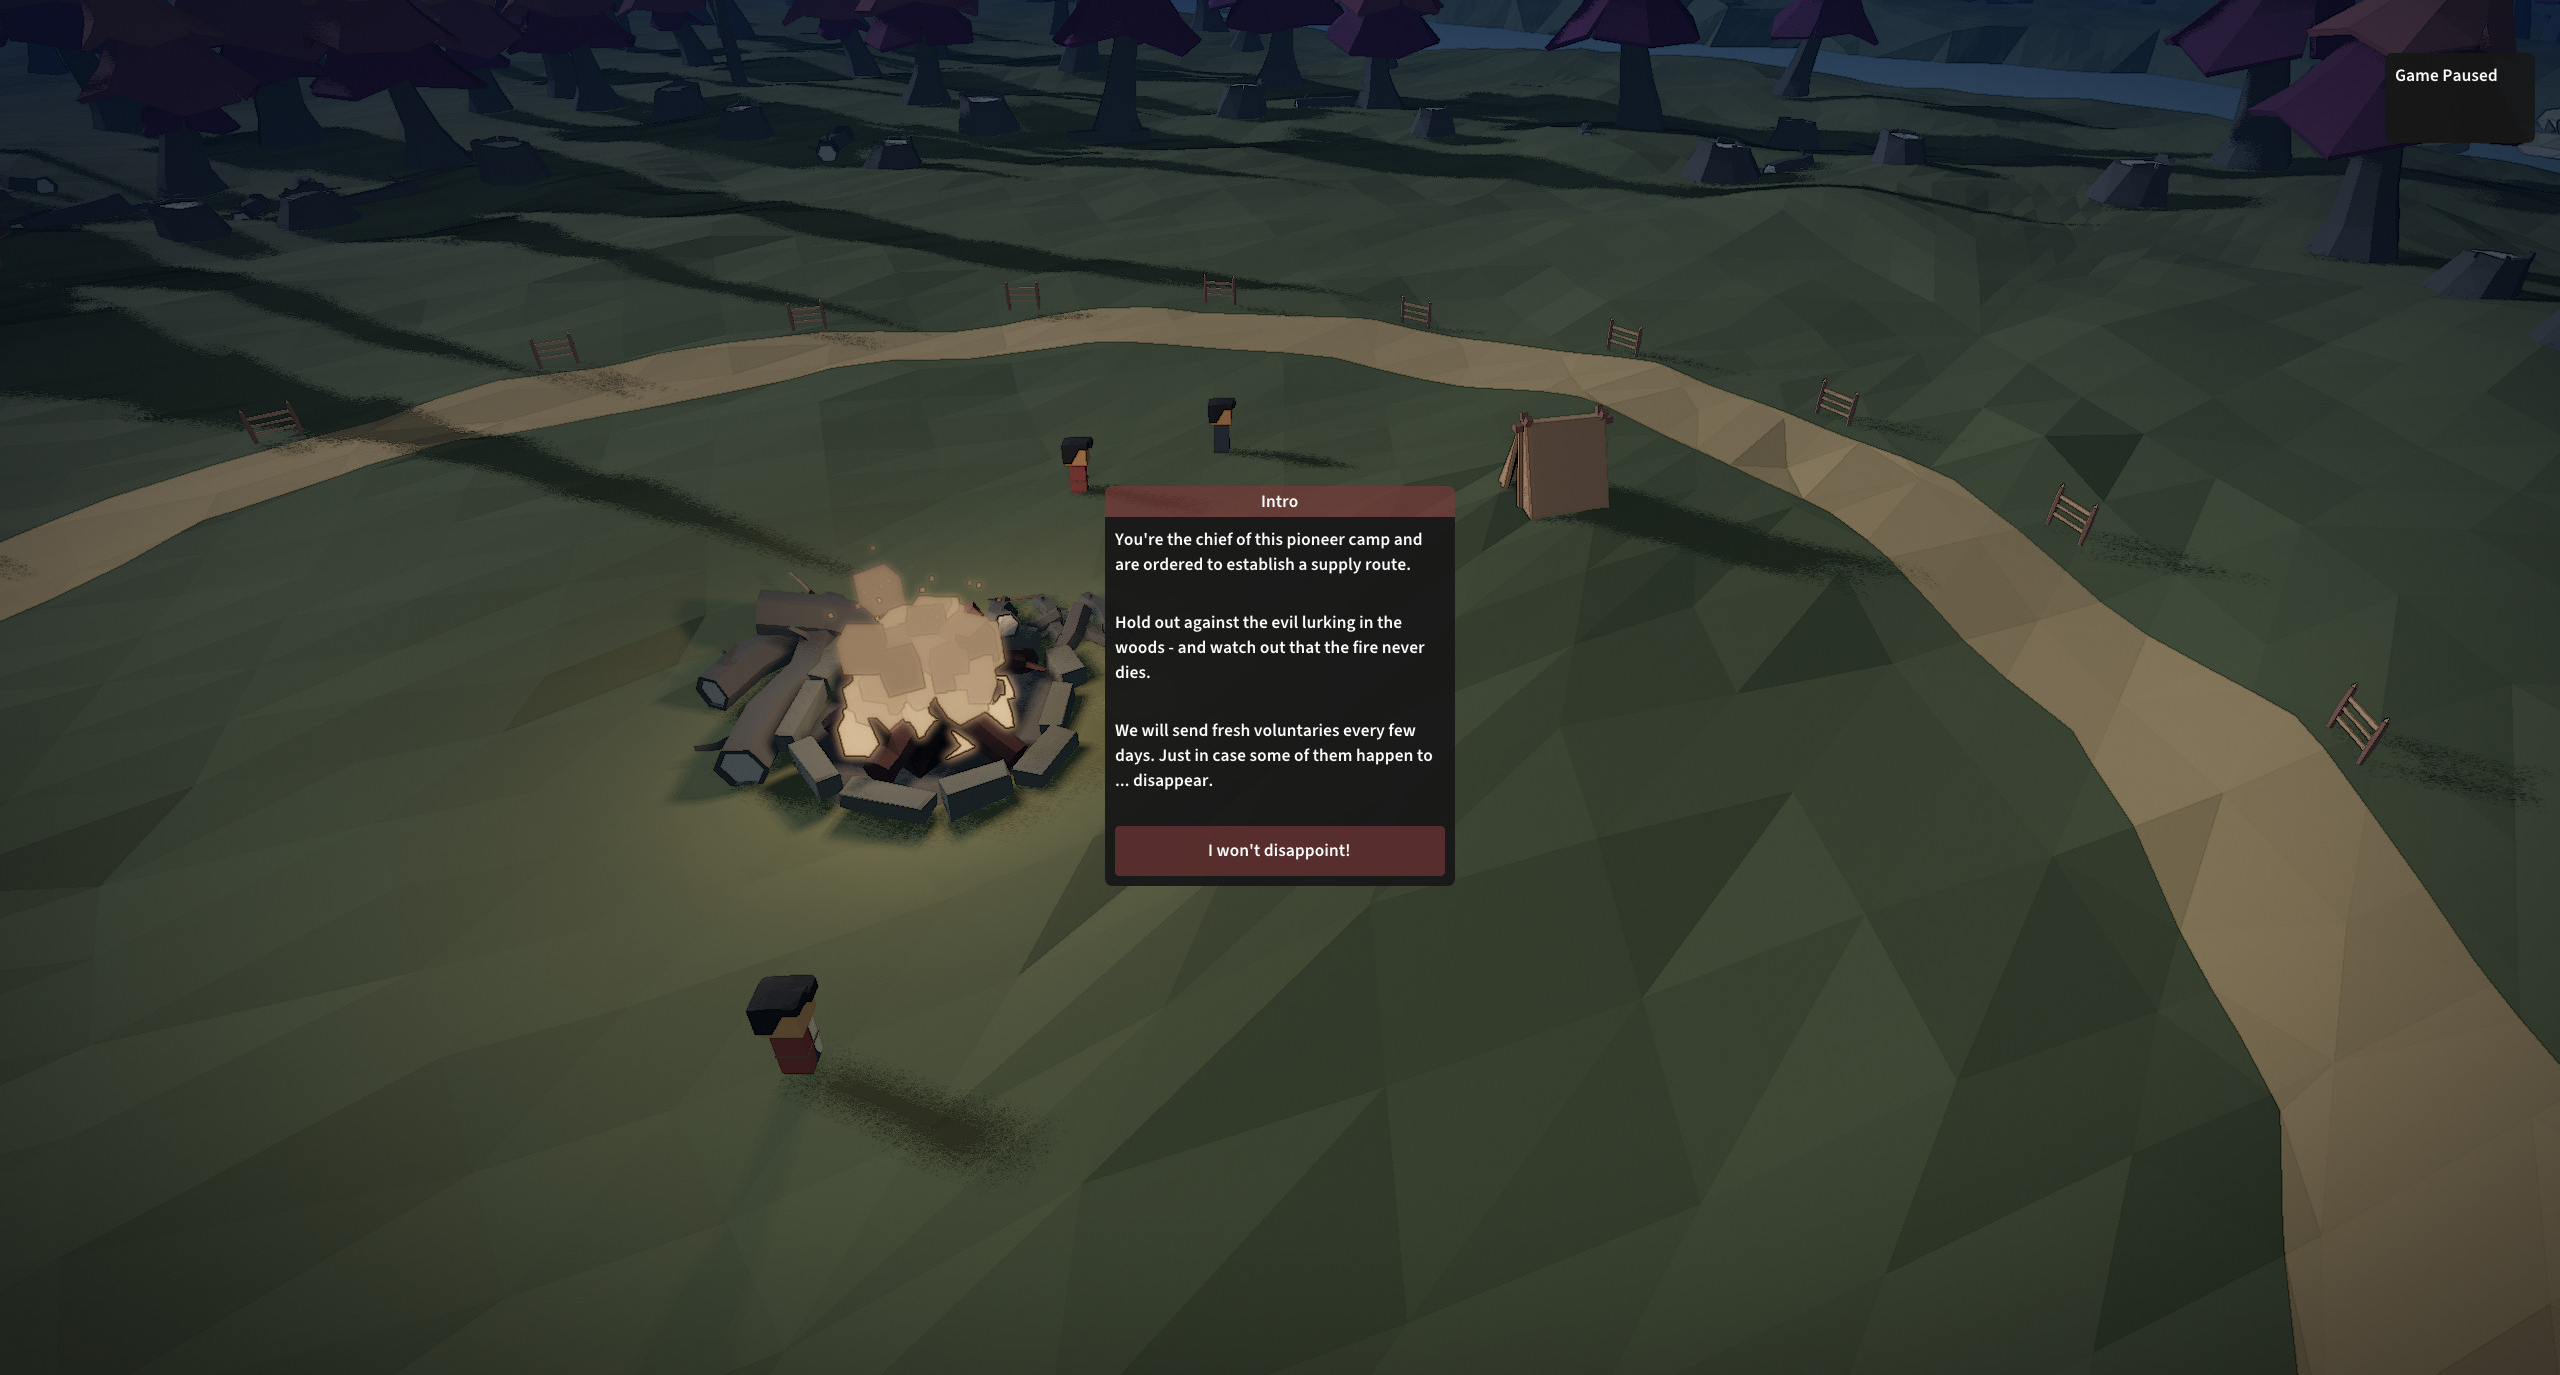 Game Paused
Intro
You're the chief of this pioneer camp and
are ordered to establish a supply route.
Hold out against the evil lurking in the
woods - and watch out that the fire never
dies.
We will send fresh voluntaries every few
days. Just in case some of them happen to
... disappear.
I won't disappoint!